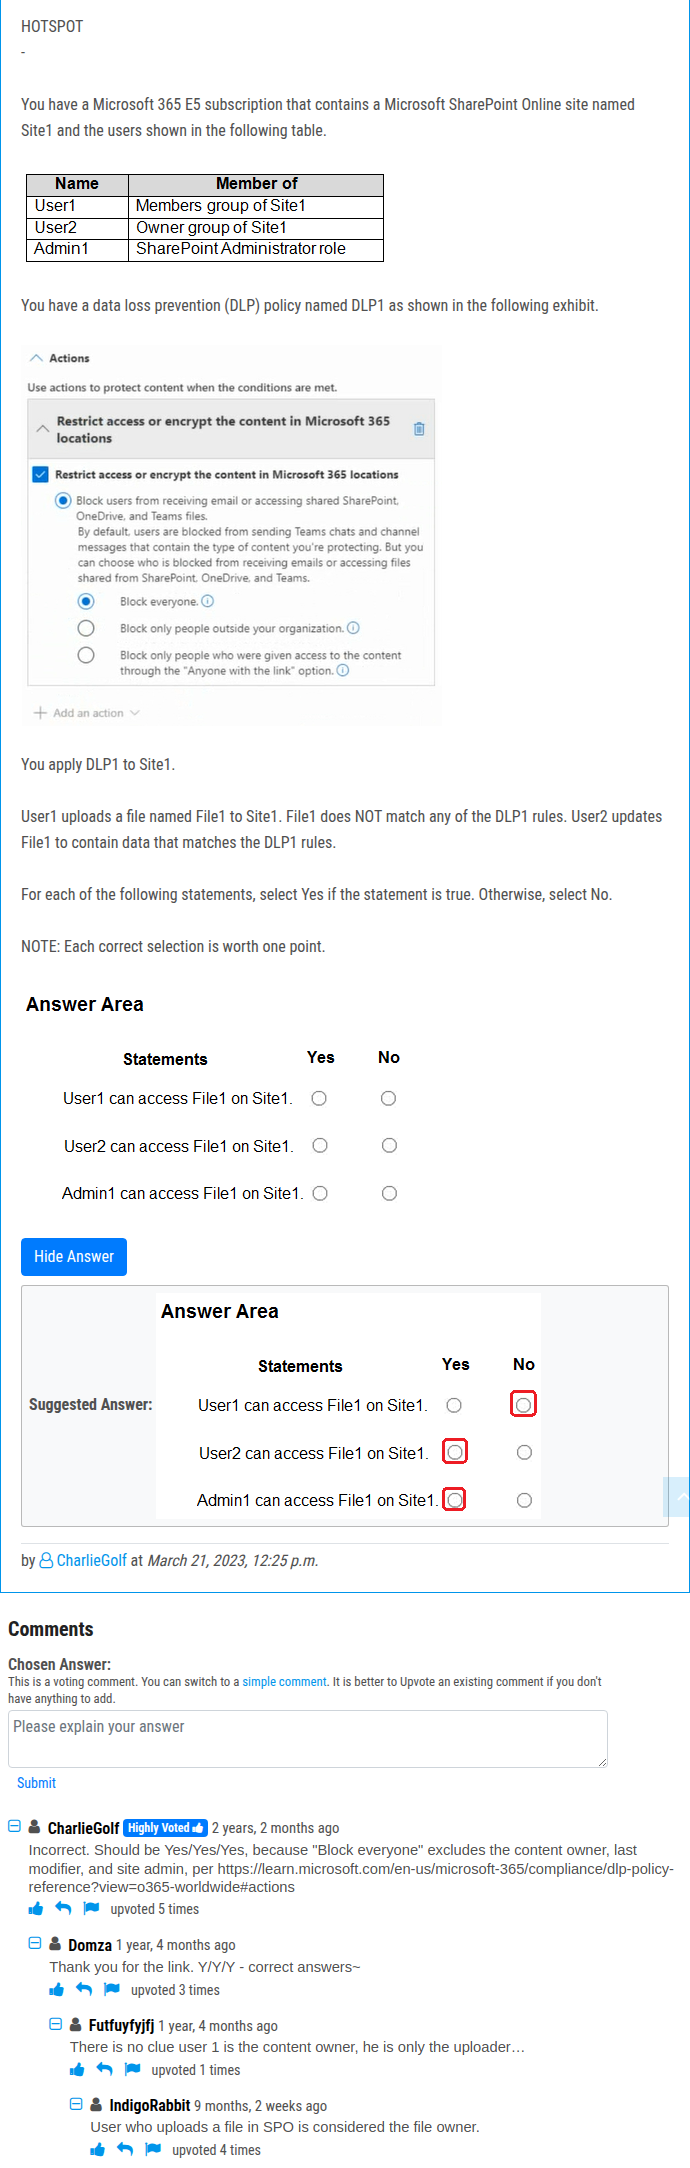 HOTSPOT
-
You have a Microsoft 365 E5 subscription that contains a Microsoft SharePoint Online site named
Site1 and the users shown in the following table.
Name Member of
User1 Members group of Site1
User2 Owner group of Site1
Admin1 SharePoint Administrator role
You have a data loss prevention (DLP) policy named DLP1 as shown in the following exhibit.
Actions
Use actions to protect content when the conditions are met.
Restrict access or encrypt the content in Microsoft 365
locations
Restrict access or encrypt the content in Microsoft 365 locations
Block users from receiving email or accessing shared SharePoint,
OneDrive, and Teams files.
By default, users are blocked from sending Teams chats and channel
messages that contain the type of content you're protecting. But you
can choose who is blocked from receiving emails or accessing files
shared from SharePoint, OneDrive, and Teams.
Block everyone.
Block only people outside your organization.
Block only people who were given access to the content
through the "Anyone with the link" option.
Add an action
You apply DLP1 to Site1.
User1 uploads a file named File1 to Site1. File1 does NOT match any of the DLP1 rules. User2 updates
File1 to contain data that matches the DLP1 rules.
For each of the following statements, select Yes if the statement is true. Otherwise, select No.
NOTE: Each correct selection is worth one point.
Answer Area
Statements Yes No
User1 can access File1 on Site1.
User2 can access File1 on Site1.
Admin1 can access File1 on Site1.
Hide Answer
Answer Area
Statements Yes No
Suggested Answer: User1 can access File1 on Site1.
User2 can access File1 on Site1.
Admin1 can access File1 on Site1.
by CharlieGolf at March 21, 2023, 12:25 p.m.
Comments
Chosen Answer:
This is a voting comment. You can switch to a simple comment. It is better to Upvote an existing comment if you don't
have anything to add.
Please explain your answer
Submit
CharlieGolf Highly Voted 2 years, 2 months ago
Incorrect. Should be Yes/Yes/Yes, because "Block everyone" excludes the content owner, last
modifier, and site admin, per https://learn.microsoft.com/en-us/microsoft-365/compliance/dlp-policy-
reference?view=o365-worldwide#actions
upvoted 5 times
Domza 1 year, 4 months ago
Thank you for the link. Y/Y/Y - correct answers~
upvoted 3 times
Futfuyfyjfj 1 year, 4 months ago
There is no clue user 1 is the content owner, he is only the uploader…
upvoted 1 times
IndigoRabbit 9 months, 2 weeks ago
User who uploads a file in SPO is considered the file owner.
upvoted 4 times